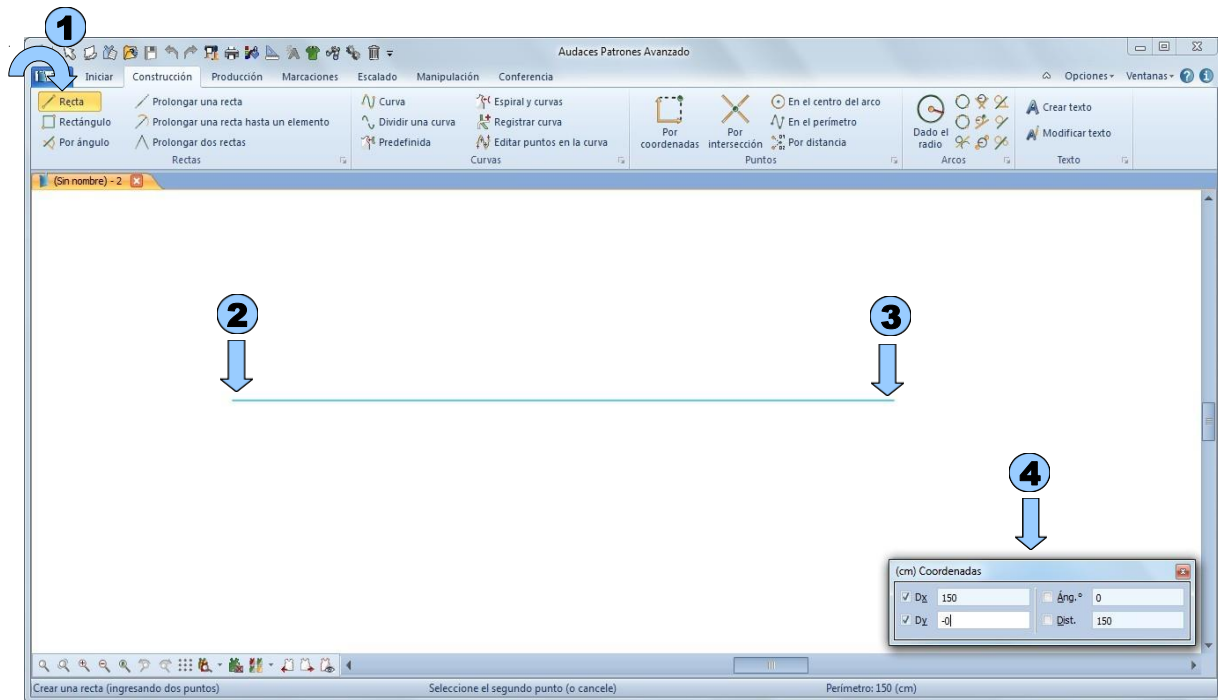 1
Audaces Patrones Avanzado
Iniciar Construcción Producción Marcaciones Escalado Manipulación Conferencia Opciones Ventanas
Recta Prolongar una recta Curva Espiral y curvas En el centro del arco Crear texto
Rectángulo Prolongar una recta hasta un elemento Dividir una curva Registrar curva Por coordenadas Por intersección En el perímetro Dado el radio Modificar texto
Por ángulo Prolongar dos rectas Predefinida Editar puntos en la curva Por distancia
Rectas Curvas Puntos Arcos Texto
(Sin nombre) - 2
2
3
4
(cm) Coordenadas
Dx 150 Áng.° 0
Dy -0 Dist. 150
Crear una recta (ingresando dos puntos) Seleccione el segundo punto (o cancele) Perímetro: 150 (cm)